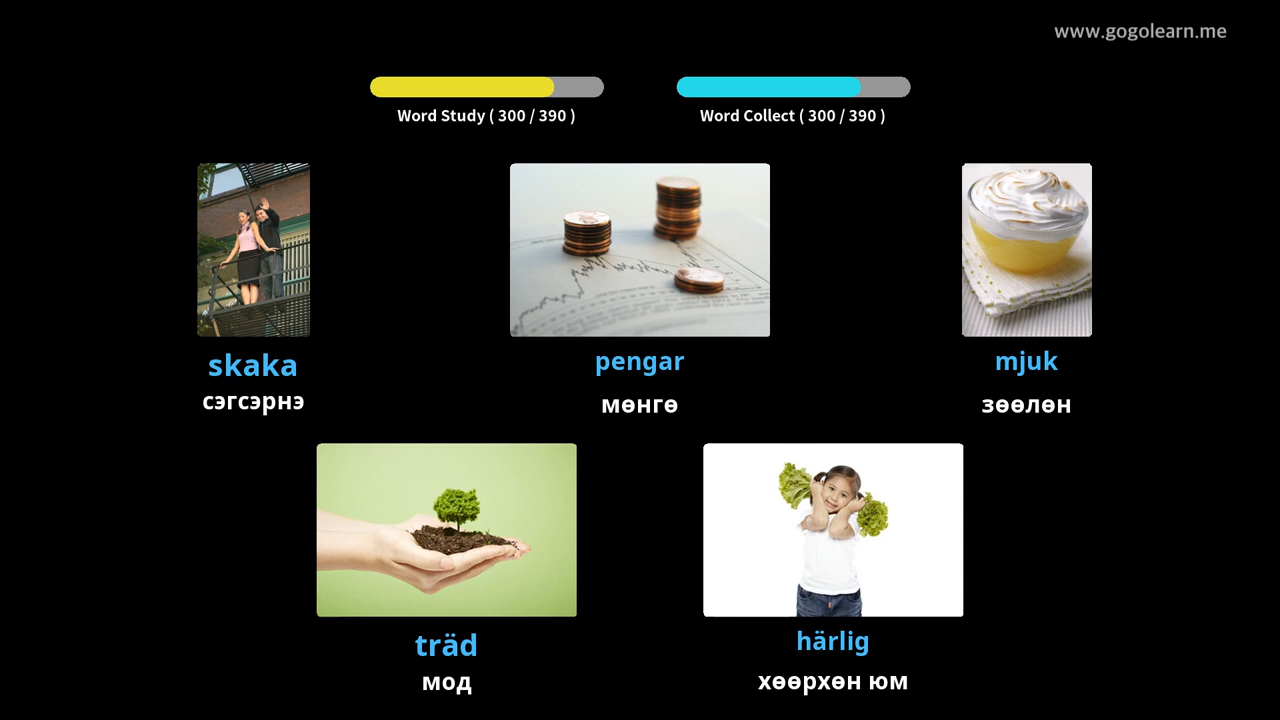 www.gogolearn.me
Word Study ( 300 / 390 )
Word Collect ( 300 / 390 )
skaka
сэгсэрнэ
pengar
мөнгө
mjuk
зөөлөн
träd
мод
härlig
хөөрхөн юм